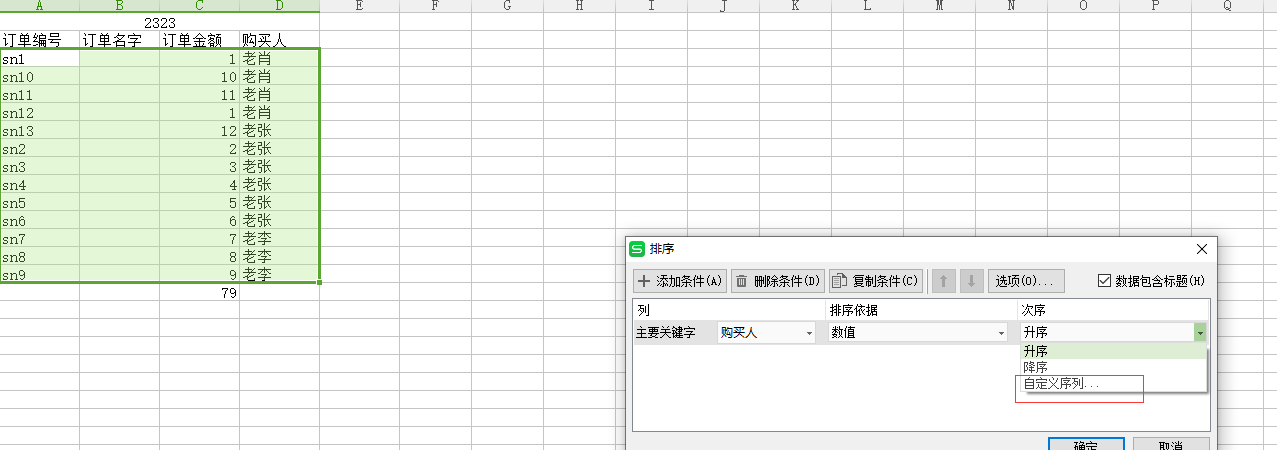 A B C D E F G H I J K L M N O P Q
2323
订单编号 订单名字 订单金额 购买人
sn1 1 老肖
sn10 10 老肖
sn11 11 老肖
sn12 1 老肖
sn13 12 老张
sn2 2 老张
sn3 3 老张
sn4 4 老张
sn5 5 老张
sn6 6 老张
sn7 7 老李
sn8 8 老李
sn9 9 老李
79
S 排序
添加条件(A) 删除条件(D) 复制条件(C) 选项(O)... 数据包含标题(H)
列 排序依据 次序
主要关键字 购买人 数值 升序
升序
降序
自定义序列...
确定 取消